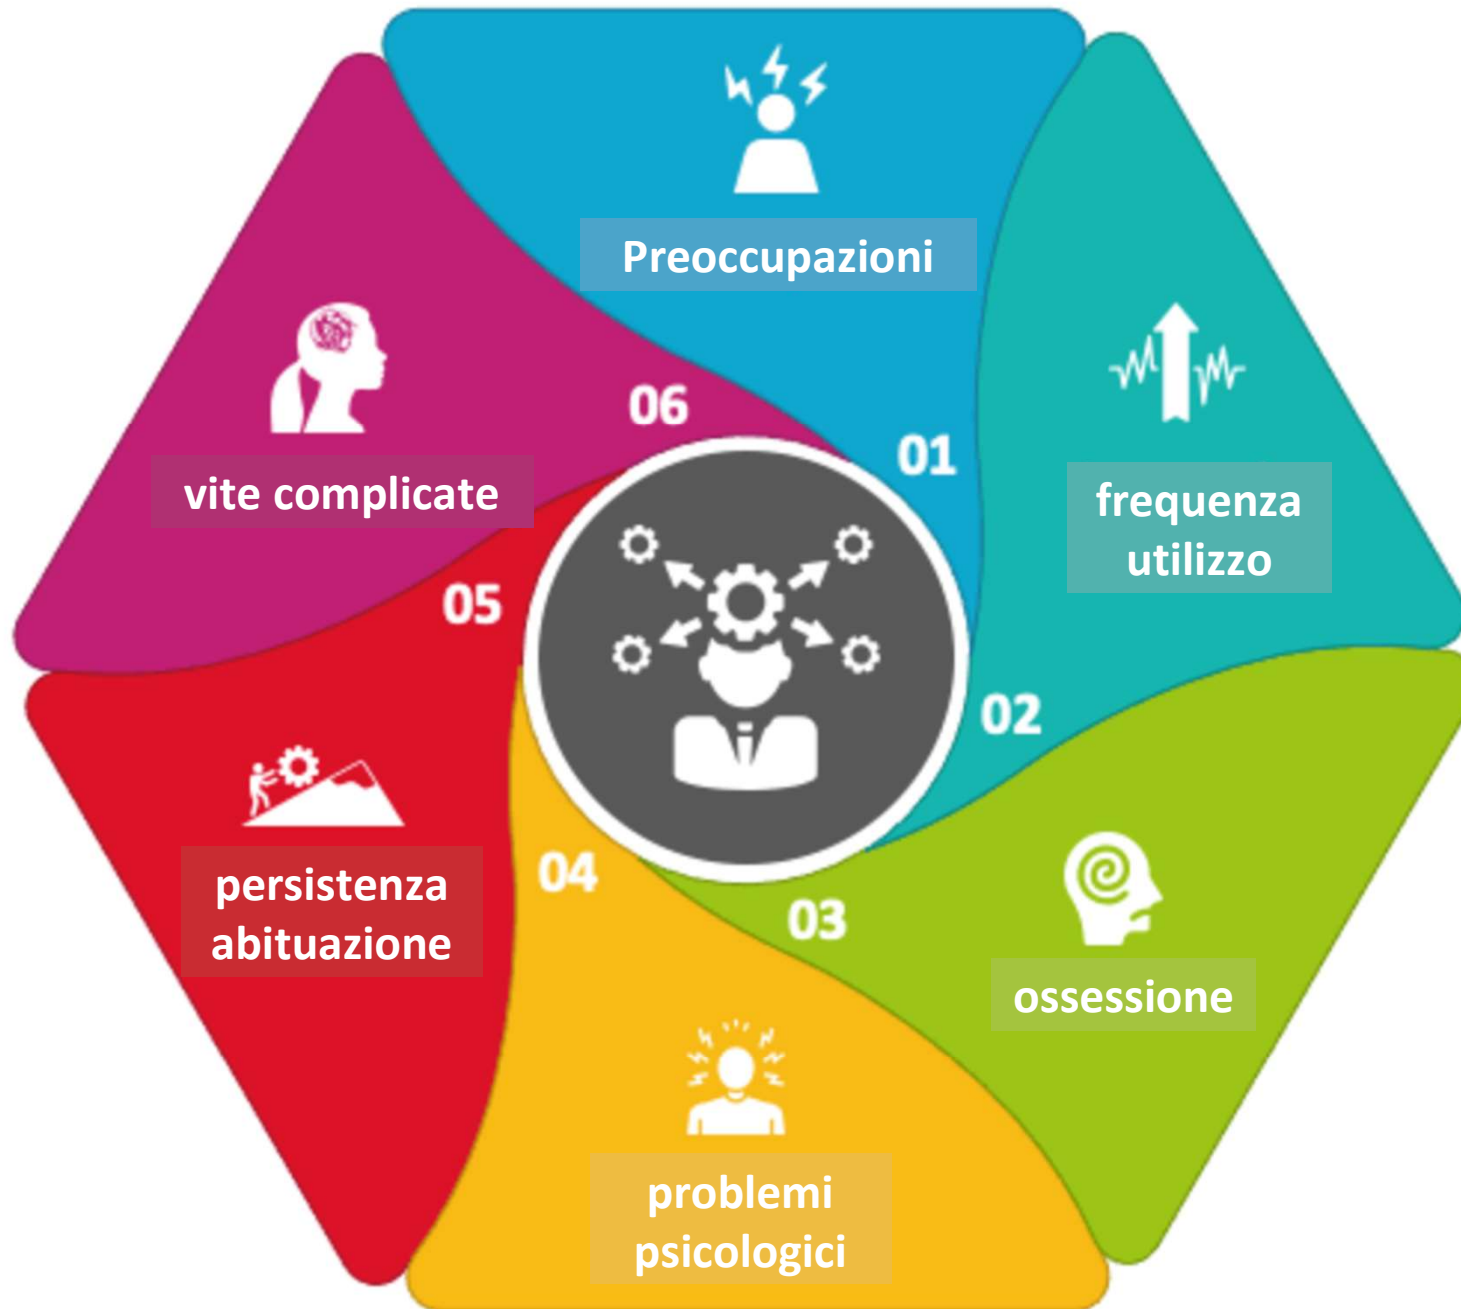 01
Preoccupazioni
02
frequenza
utilizzo
03
ossessione
04
problemi
psicologici
05
persistenza
abituazione
06
vite complicate